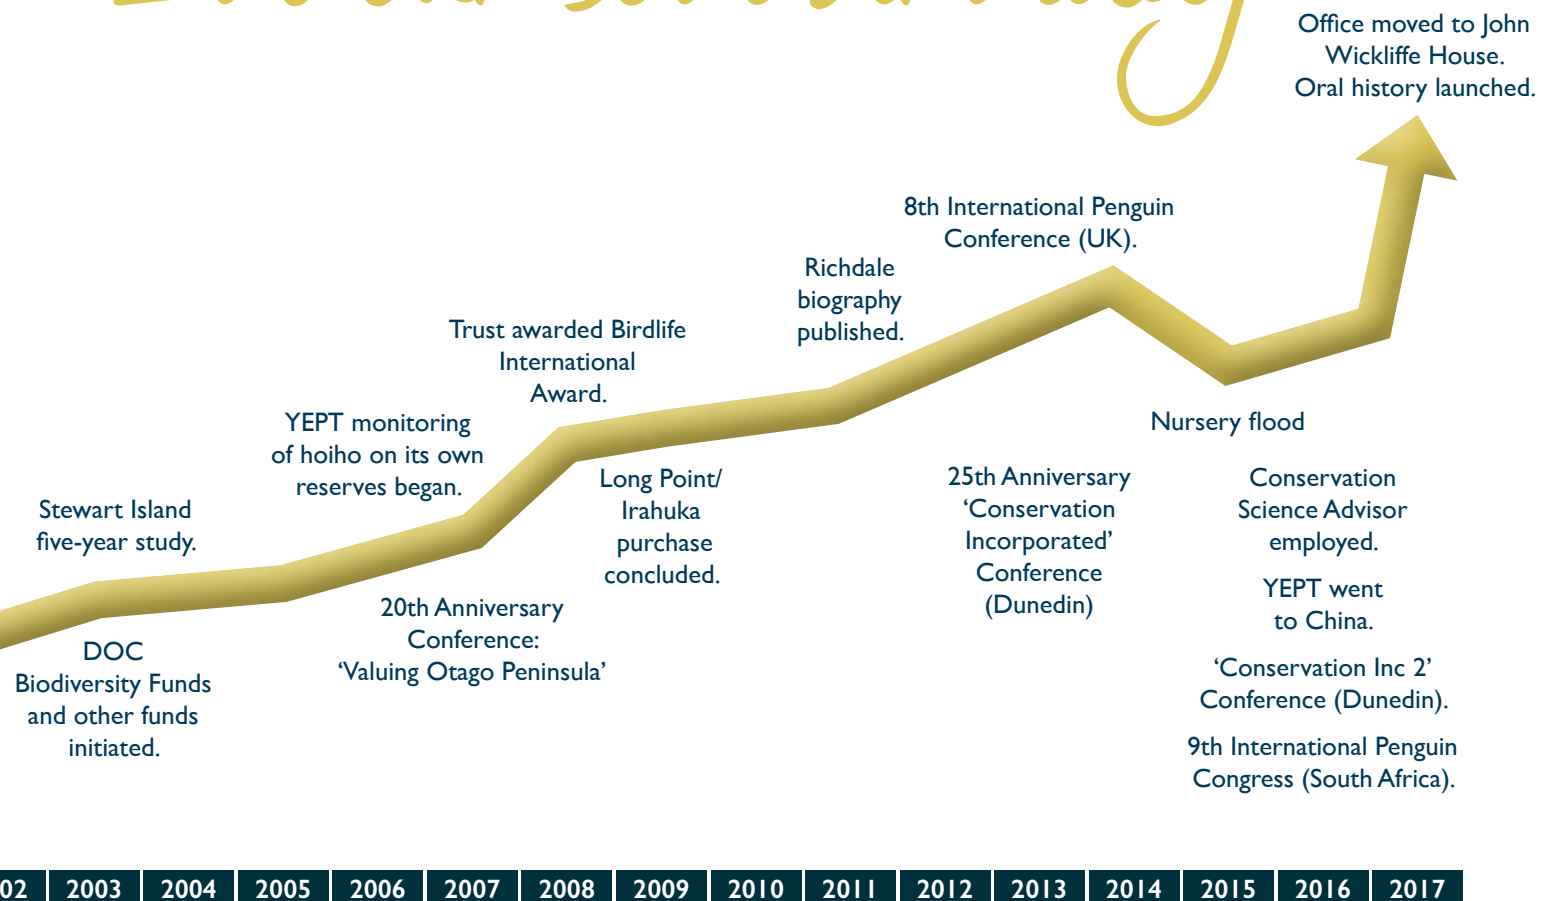 Office moved to John
Wickliffe House.
Oral history launched.
8th International Penguin
Conference (UK).
Richdale
biography
published.
Trust awarded Birdlife
International
Award.
YEPT monitoring
of hoiho on its own
reserves began.
Stewart Island
five-year study.
Long Point/
Irahuka
purchase
concluded.
20th Anniversary
Conference:
‘Valuing Otago Peninsula’
DOC
Biodiversity Funds
and other funds
initiated.
Nursery flood
25th Anniversary
‘Conservation
Incorporated’
Conference
(Dunedin)
Conservation
Science Advisor
employed.
YEPT went
to China.
‘Conservation Inc 2’
Conference (Dunedin).
9th International Penguin
Congress (South Africa).
02 2003 2004 2005 2006 2007 2008 2009 2010 2011 2012 2013 2014 2015 2016 2017